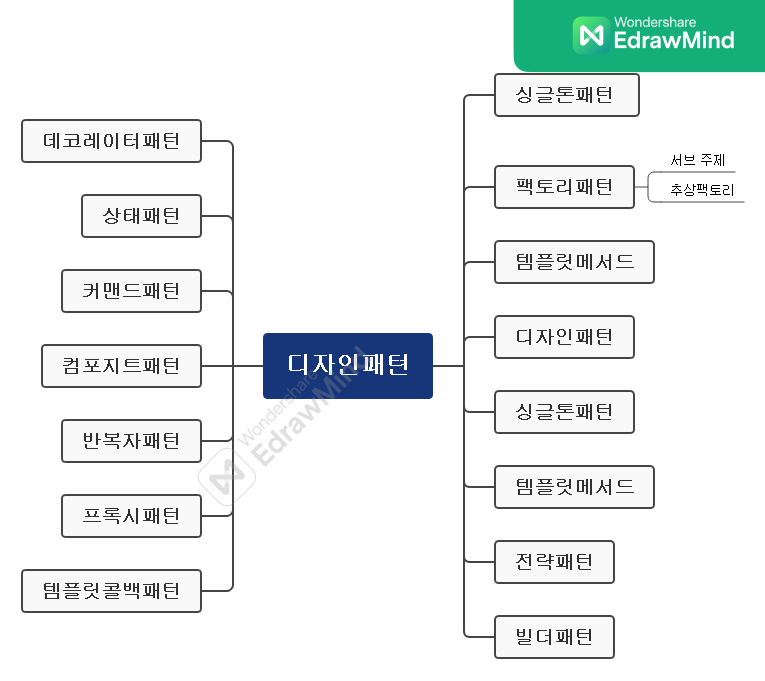 Wondershare
EdrawMind
싱글톤패턴
팩토리패턴
서브 주제
추상팩토리
템플릿메서드
디자인패턴
싱글톤패턴
템플릿메서드
전략패턴
빌더패턴
디자인패턴
데코레이터패턴
상태패턴
커맨드패턴
컴포지트패턴
반복자패턴
프록시패턴
템플릿콜백패턴
Wondershare
EdrawMind